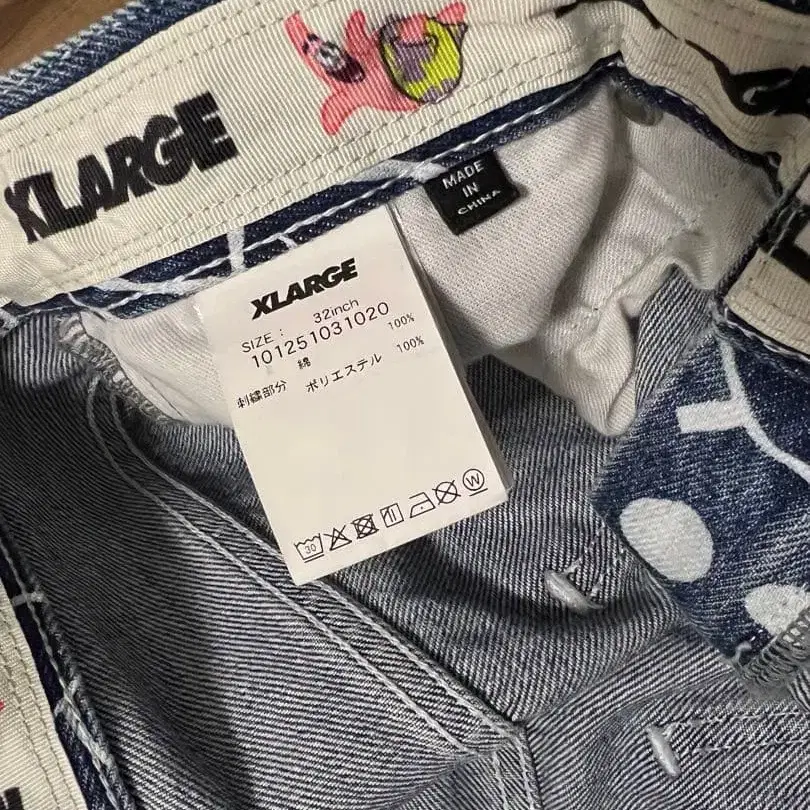 XLARGE
MADE
IN
CHINA
XLARGE
SIZE : 32inch
101251031020
綿 100%
刺繍部分 ポリエステル 100%
30
W